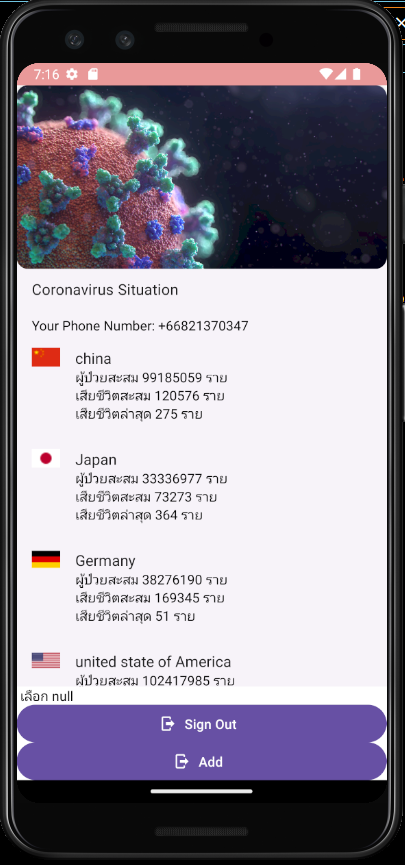 7:16
Coronavirus Situation
Your Phone Number: +66821370347
china
ผู้ป่วยสะสม 99185059 ราย
เสียชีวิตสะสม 120576 ราย
เสียชีวิตล่าสุด 275 ราย
Japan
ผู้ป่วยสะสม 33336977 ราย
เสียชีวิตสะสม 73273 ราย
เสียชีวิตล่าสุด 364 ราย
Germany
ผู้ป่วยสะสม 38276190 ราย
เสียชีวิตสะสม 169345 ราย
เสียชีวิตล่าสุด 51 ราย
united state of America
ผู้ป่วยสะสม 102417985 ราย
เลือก null
Sign Out
Add